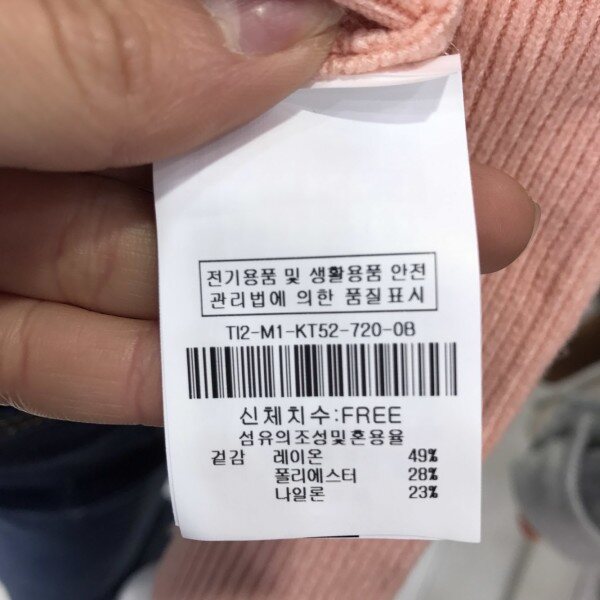 전기용품 및 생활용품 안전
관리법에 의한 품질표시
TI2-M1-KT52-720-0B
신체치수:FREE
섬유의조성및혼용율
겉감 레이온 49%
폴리에스터 28%
나일론 23%